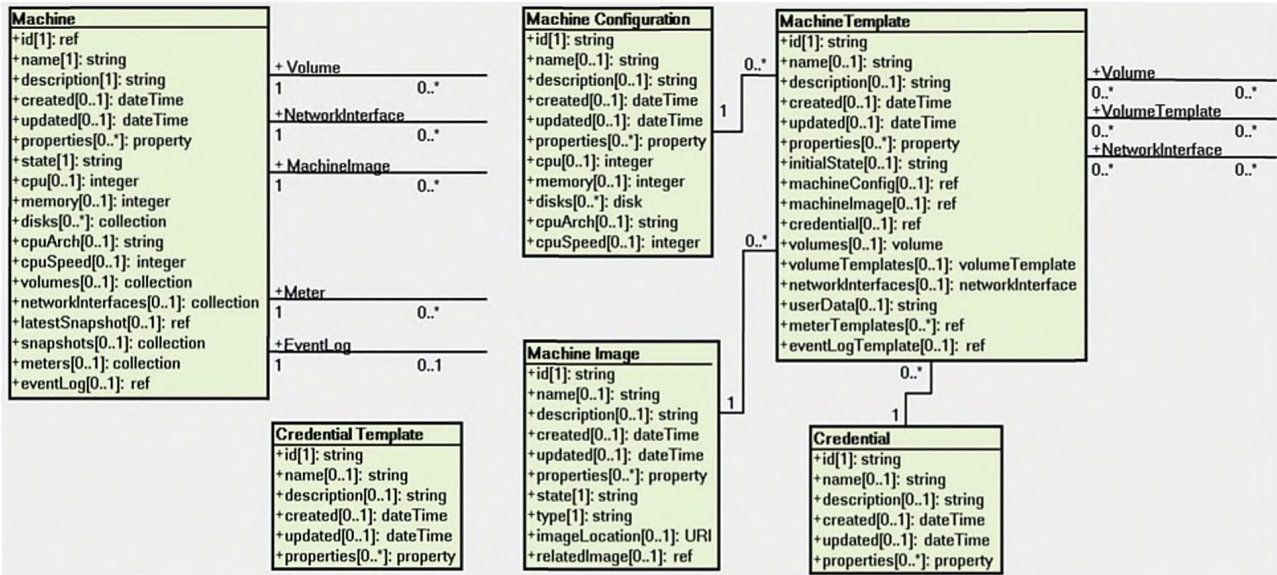 Machine
+id[1]: ref
+name[1]: string
+description[1]: string
+created[0..1]: dateTime
+updated[0..1]: dateTime
+properties[0..*]: property
+state[1]: string
+cpu[0..1]: integer
+memory[0..1]: integer
+disks[0..*]: collection
+cpuArch[0..1]: string
+cpuSpeed[0..1]: integer
+volumes[0..1]: collection
+networkInterfaces[0..1]: collection
+latestSnapshot[0..1]: ref
+snapshots[0..1]: collection
+meters[0..1]: collection
+eventLog[0..1]: ref
+ Volume
1 0..*
+NetworkInterface
1 0..*
+ MachineImage
1 0..*
+Meter
1 0..*
+EventLog
1 0..1
Credential Template
+id[1]: string
+name[0..1]: string
+description[0..1]: string
+created[0..1]: dateTime
+updated[0..1]: dateTime
+properties[0..*]: property
Machine Configuration
+id[1]: string
+name[0..1]: string
+description[0..1]: string
+created[0..1]: dateTime
+updated[0..1]: dateTime
+properties[0..*]: property
+cpu[0..1]: integer
+memory[0..1]: integer
+disks[0..*]: disk
+cpuArch[0..1]: string
+cpuSpeed[0..1]: integer
1
0..*
Machine Image
+id[1]: string
+name[0..1]: string
+description[0..1]: string
+created[0..1]: dateTime
+updated[0..1]: dateTime
+properties[0..*]: property
+state[1]: string
+type[1]: string
+imageLocation[0..1]: URI
+relatedImage[0..1]: ref
1
0..*
MachineTemplate
+id[1]: string
+name[0..1]: string
+description[0..1]: string
+created[0..1]: dateTime
+updated[0..1]: dateTime
+properties[0..*]: property
+initialState[0..1]: string
+machineConfig[0..1]: ref
+machineImage[0..1]: ref
+credential[0..1]: ref
+volumes[0..1]: volume
+volumeTemplates[0..1]: volumeTemplate
+networkInterfaces[0..1]: networkInterface
+userData[0..1]: string
+meterTemplates[0..*]: ref
+eventLogTemplate[0..1]: ref
+Volume
0..* 0..*
+VolumeTemplate
0..* 0..*
+NetworkInterface
0..* 0..*
0..*
1
Credential
+id[1]: string
+name[0..1]: string
+description[0..1]: string
+created[0..1]: dateTime
+updated[0..1]: dateTime
+properties[0..*]: property